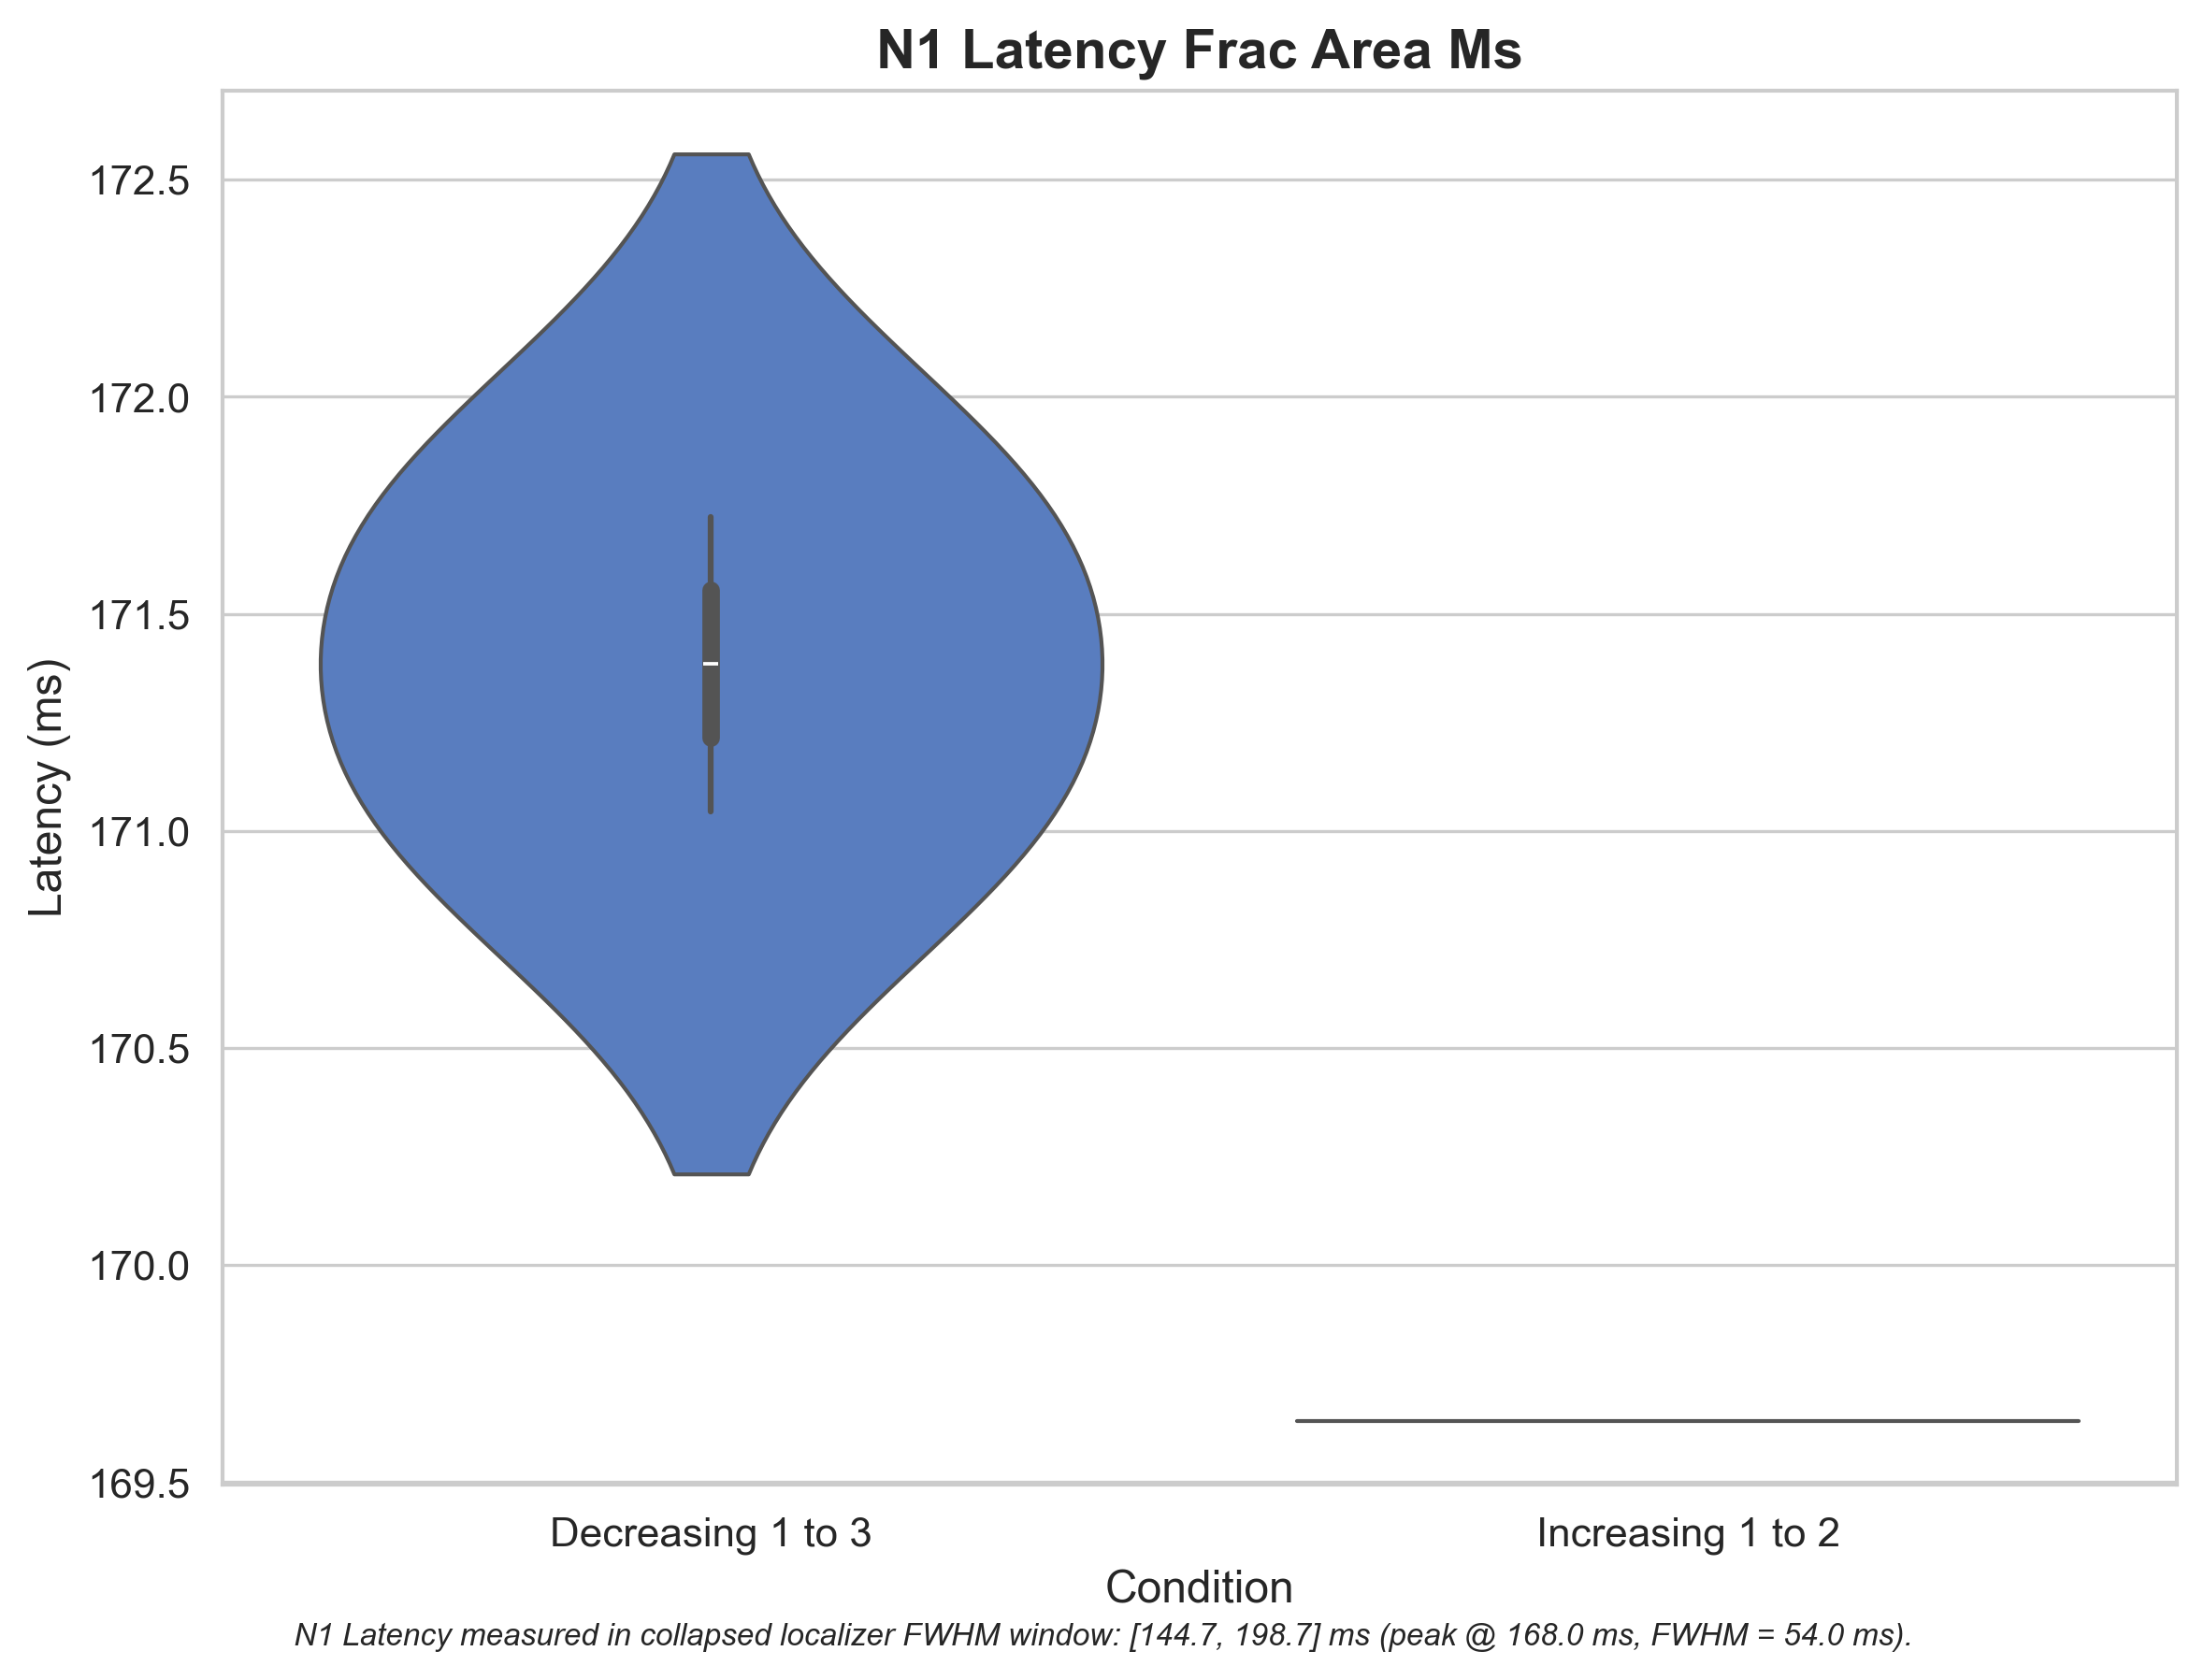 N1 Latency Frac Area Ms
172.5
172.0
171.5
171.0
170.5
170.0
169.5
Latency (ms)
Decreasing 1 to 3
Increasing 1 to 2
Condition
N1 Latency measured in collapsed localizer FWHM window: [144.7, 198.7] ms (peak @ 168.0 ms, FWHM = 54.0 ms).